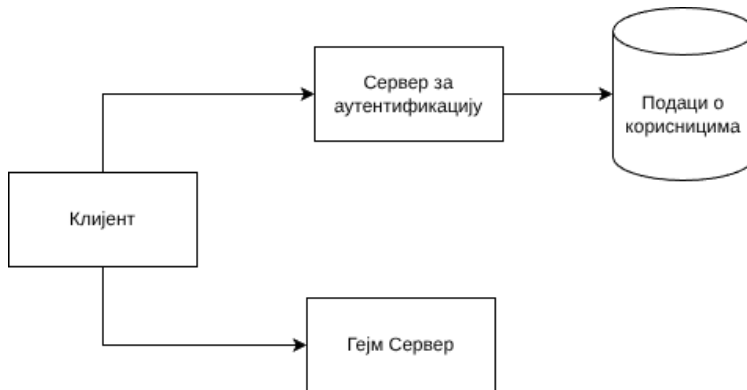 Сервер за
аутентификацију
Подаци о
корисницима
Клијент
Гејм Сервер